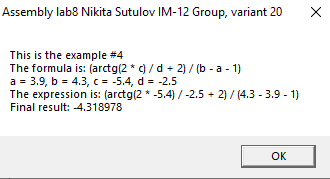 Assembly lab8 Nikita Sutulov IM-12 Group, variant 20
This is the example #4
The formula is: (arctg(2 * c) / d + 2) / (b - a - 1)
a = 3.9, b = 4.3, c = -5.4, d = -2.5
The expression is: (arctg(2 * -5.4) / -2.5 + 2) / (4.3 - 3.9 - 1)
Final result: -4.318978
OK